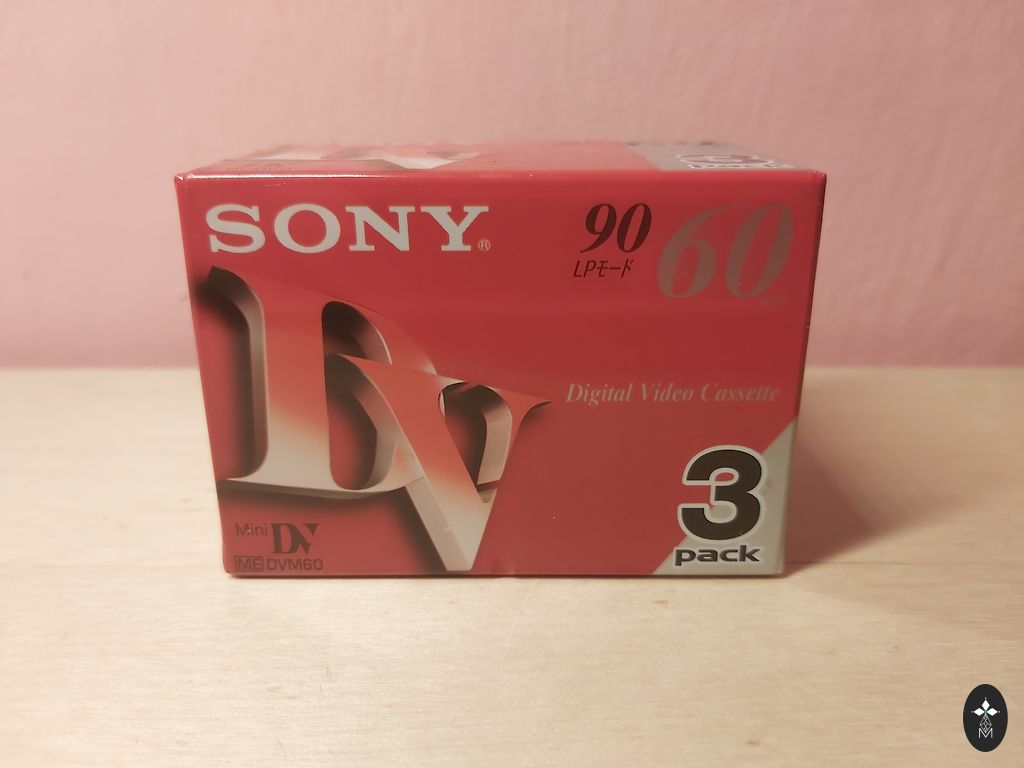 SONY®
90
LPモード
60
DV
Digital Video Cassette
3
pack
Mini DV
ME DVM60
M